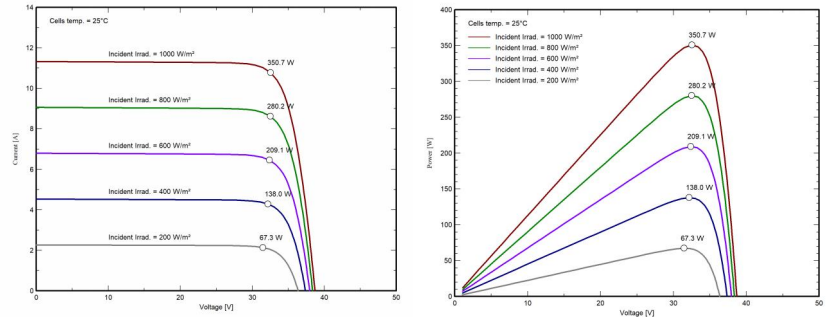 14
12
10
8
6
4
2
0
0
10
20
30
40
50
Current [A]
Voltage [V]
Cells temp. = 25°C
Incident Irrad. = 1000 W/m²
350.7 W
Incident Irrad. = 800 W/m²
280.2 W
Incident Irrad. = 600 W/m²
209.1 W
Incident Irrad. = 400 W/m²
138.0 W
Incident Irrad. = 200 W/m²
67.3 W
400
350
300
250
200
150
100
50
0
0
10
20
30
40
50
Power [W]
Voltage [V]
Cells temp. = 25°C
Incident Irrad. = 1000 W/m²
Incident Irrad. = 800 W/m²
Incident Irrad. = 600 W/m²
Incident Irrad. = 400 W/m²
Incident Irrad. = 200 W/m²
350.7 W
280.2 W
209.1 W
138.0 W
67.3 W